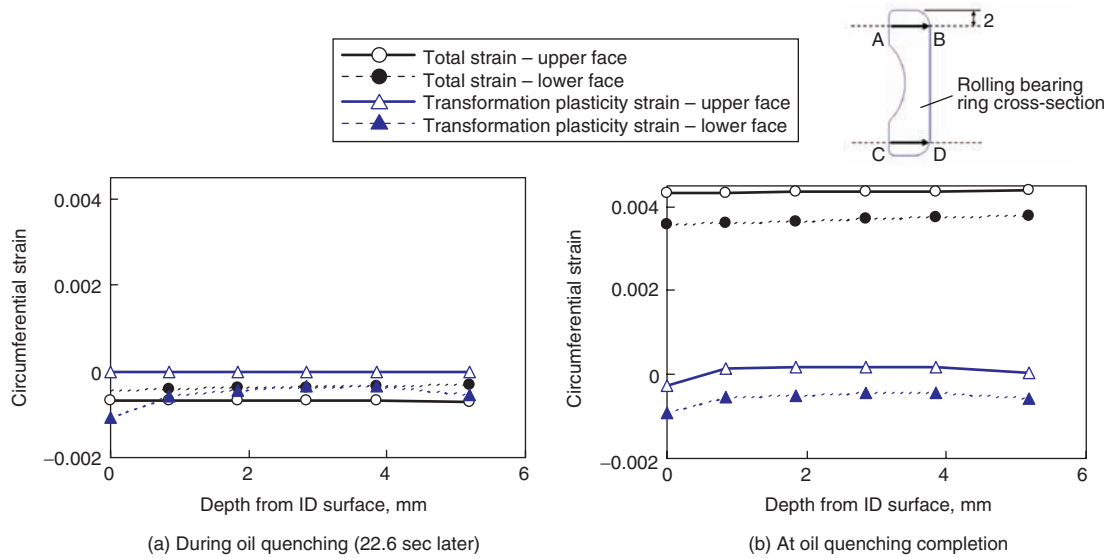 Total strain – upper face
Total strain – lower face
Transformation plasticity strain – upper face
Transformation plasticity strain – lower face
2
A
B
Rolling bearing
ring cross-section
C
D
0.004
0.002
0
–0.002
Circumferential strain
0
2
4
6
Depth from ID surface, mm
(a) During oil quenching (22.6 sec later)
0.004
0.002
0
–0.002
Circumferential strain
0
2
4
6
Depth from ID surface, mm
(b) At oil quenching completion